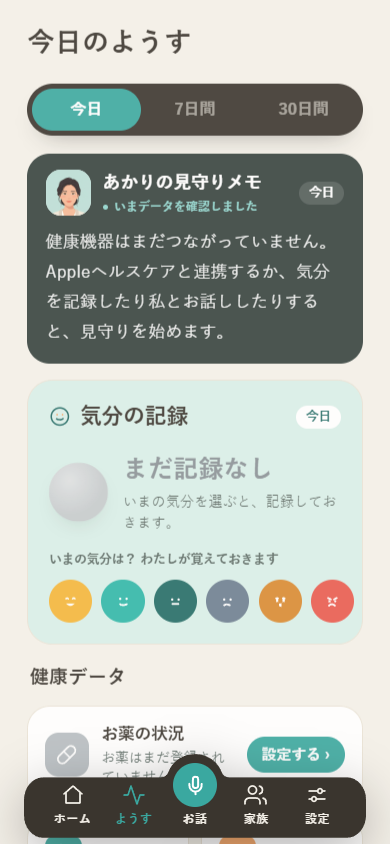 今日のようす
今日 7日間 30日間
あかりの見守りメモ
• いまデータを確認しました
今日
健康機器はまだつながっていません。
Appleヘルスケアと連携するか、気分
を記録したり私とお話ししたりする
と、見守りを始めます。
気分の記録
今日
まだ記録なし
いまの気分を選ぶと、記録してお
きます。
いまの気分は？ わたしが覚えておきます
健康データ
お薬の状況
お薬はまだ登録され
ていません
設定する ›
ホーム ようす お話 家族 設定